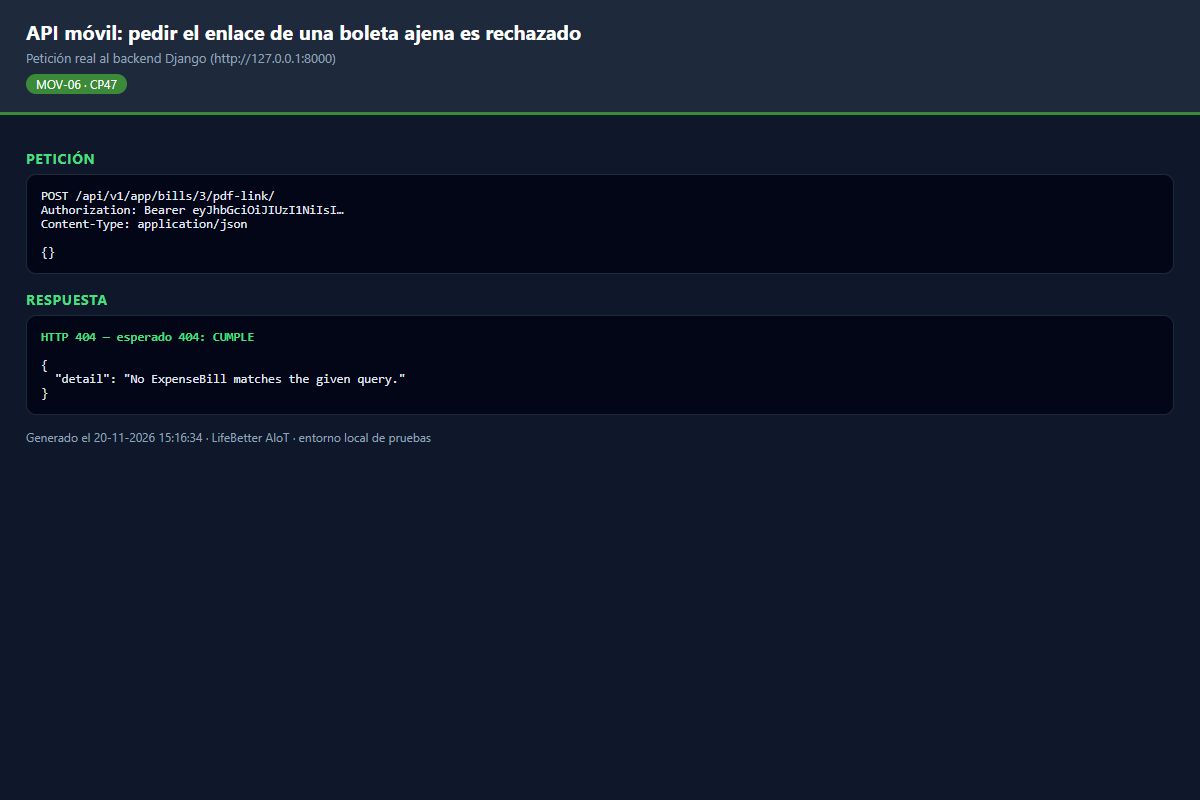 API móvil: pedir el enlace de una boleta ajena es rechazado
Petición real al backend Django (http://127.0.0.1:8000)
MOV-06 · CP47
PETICIÓN
POST /api/v1/app/bills/3/pdf-link/
Authorization: Bearer eyJhbGciOiJIUzI1NiIsI…
Content-Type: application/json
{}
RESPUESTA
HTTP 404 — esperado 404: CUMPLE
{
"detail": "No ExpenseBill matches the given query."
}
Generado el 20-11-2026 15:16:34 · LifeBetter AIoT · entorno local de pruebas